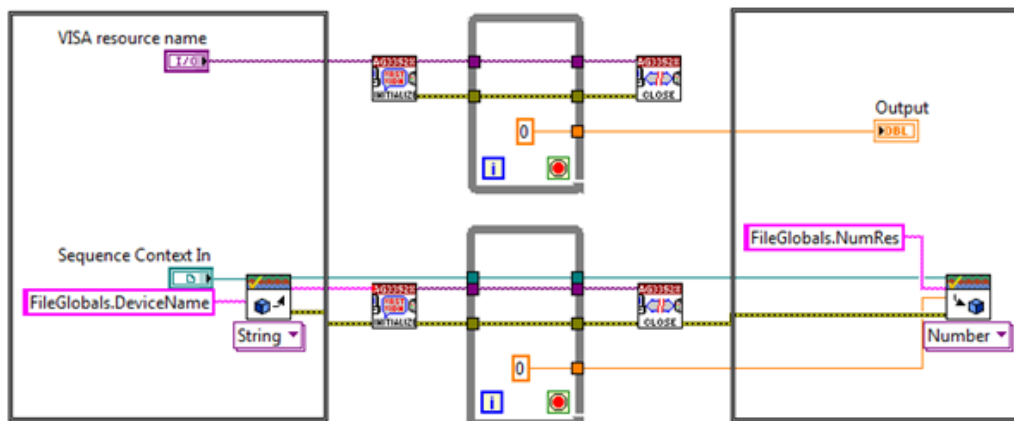 VISA resource name
I/O
AG3352X
INITIALIZE
AG3352X
CLOSE
0
i
Output
DBL
Sequence Context In
FileGlobals.DeviceName
String
AG3352X
INITIALIZE
AG3352X
CLOSE
0
i
FileGlobals.NumRes
Number